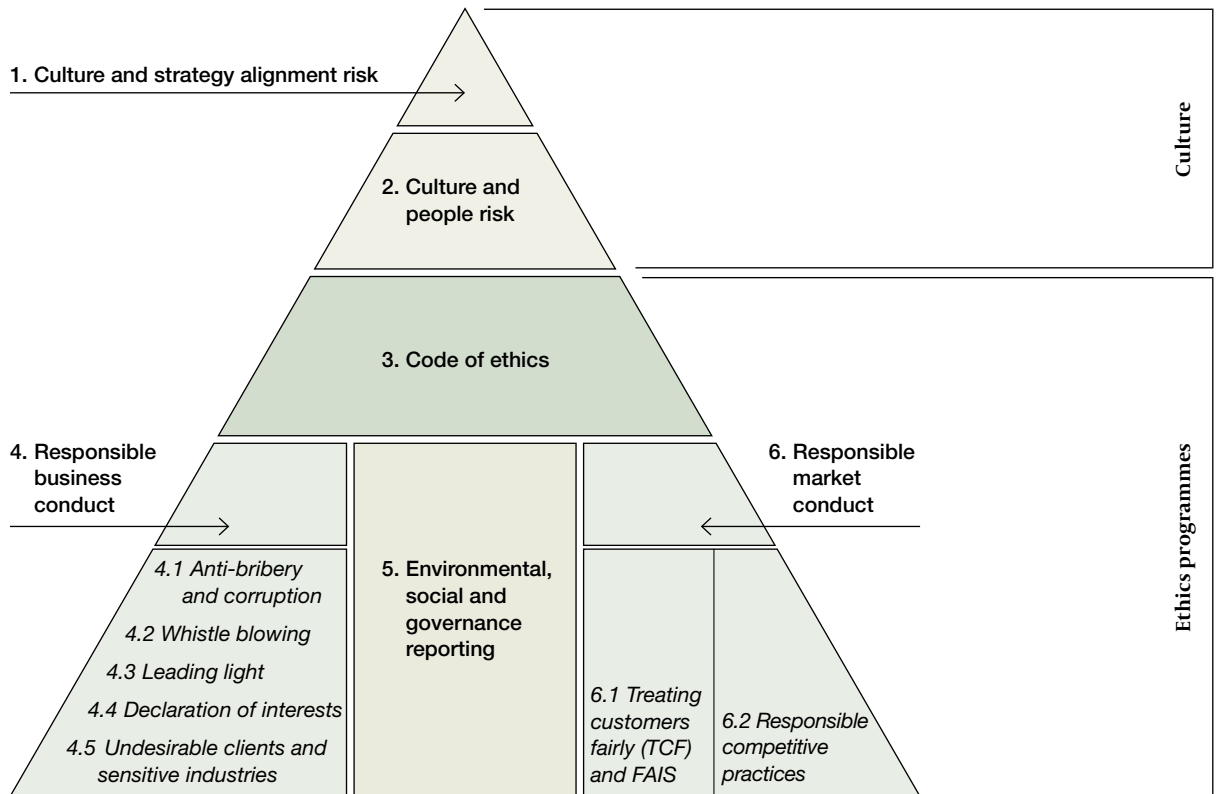 1. Culture and strategy alignment risk
2. Culture and
people risk
Culture
3. Code of ethics
4. Responsible
business
conduct
4.1 Anti-bribery
and corruption
4.2 Whistle blowing
4.3 Leading light
4.4 Declaration of interests
4.5 Undesirable clients and
sensitive industries
5. Environmental,
social and
governance
reporting
6. Responsible
market
conduct
6.1 Treating
customers
fairly (TCF)
and FAIS
6.2 Responsible
competitive
practices
Ethics programmes